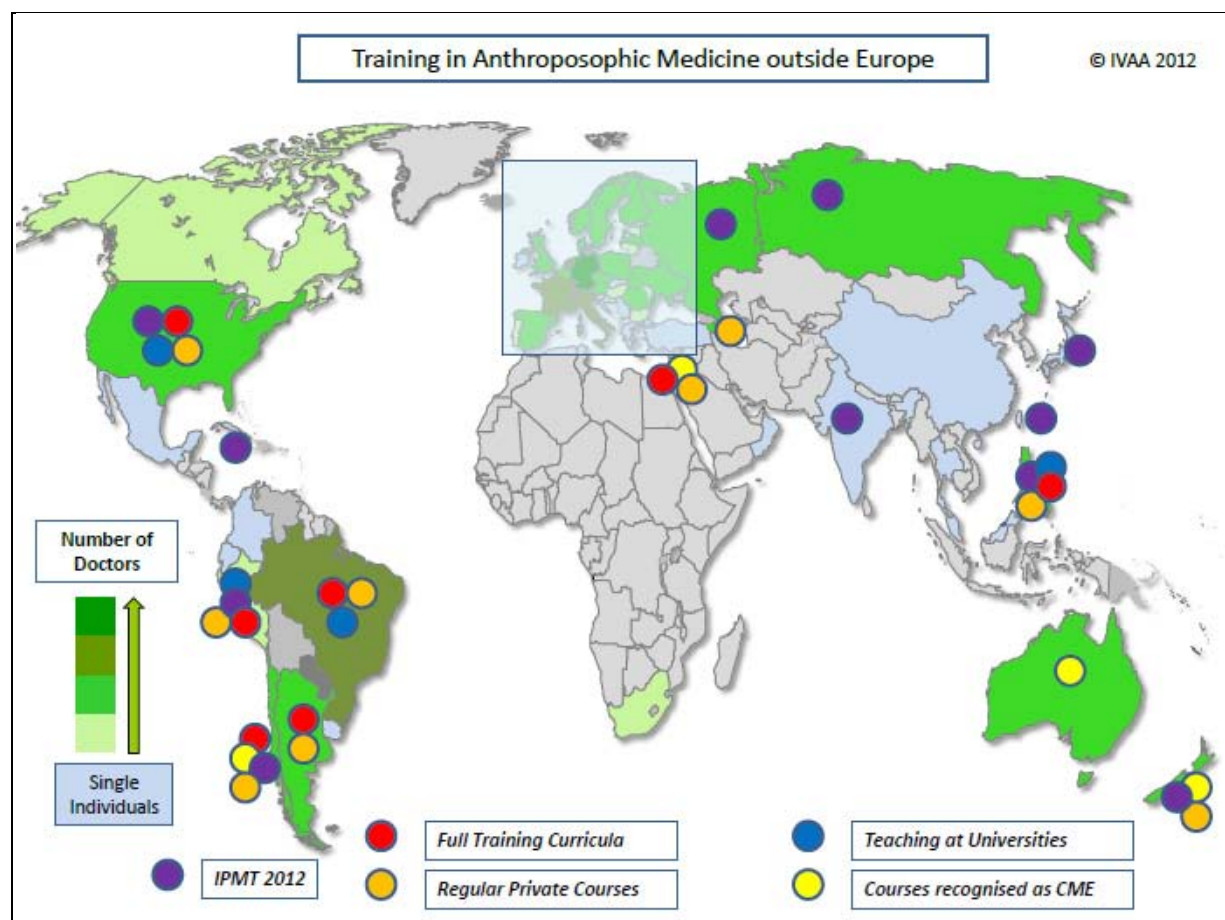 Training in Anthroposophic Medicine outside Europe
© IVAA 2012
Number of
Doctors
Single
Individuals
IPMT 2012
Full Training Curricula
Regular Private Courses
Teaching at Universities
Courses recognised as CME